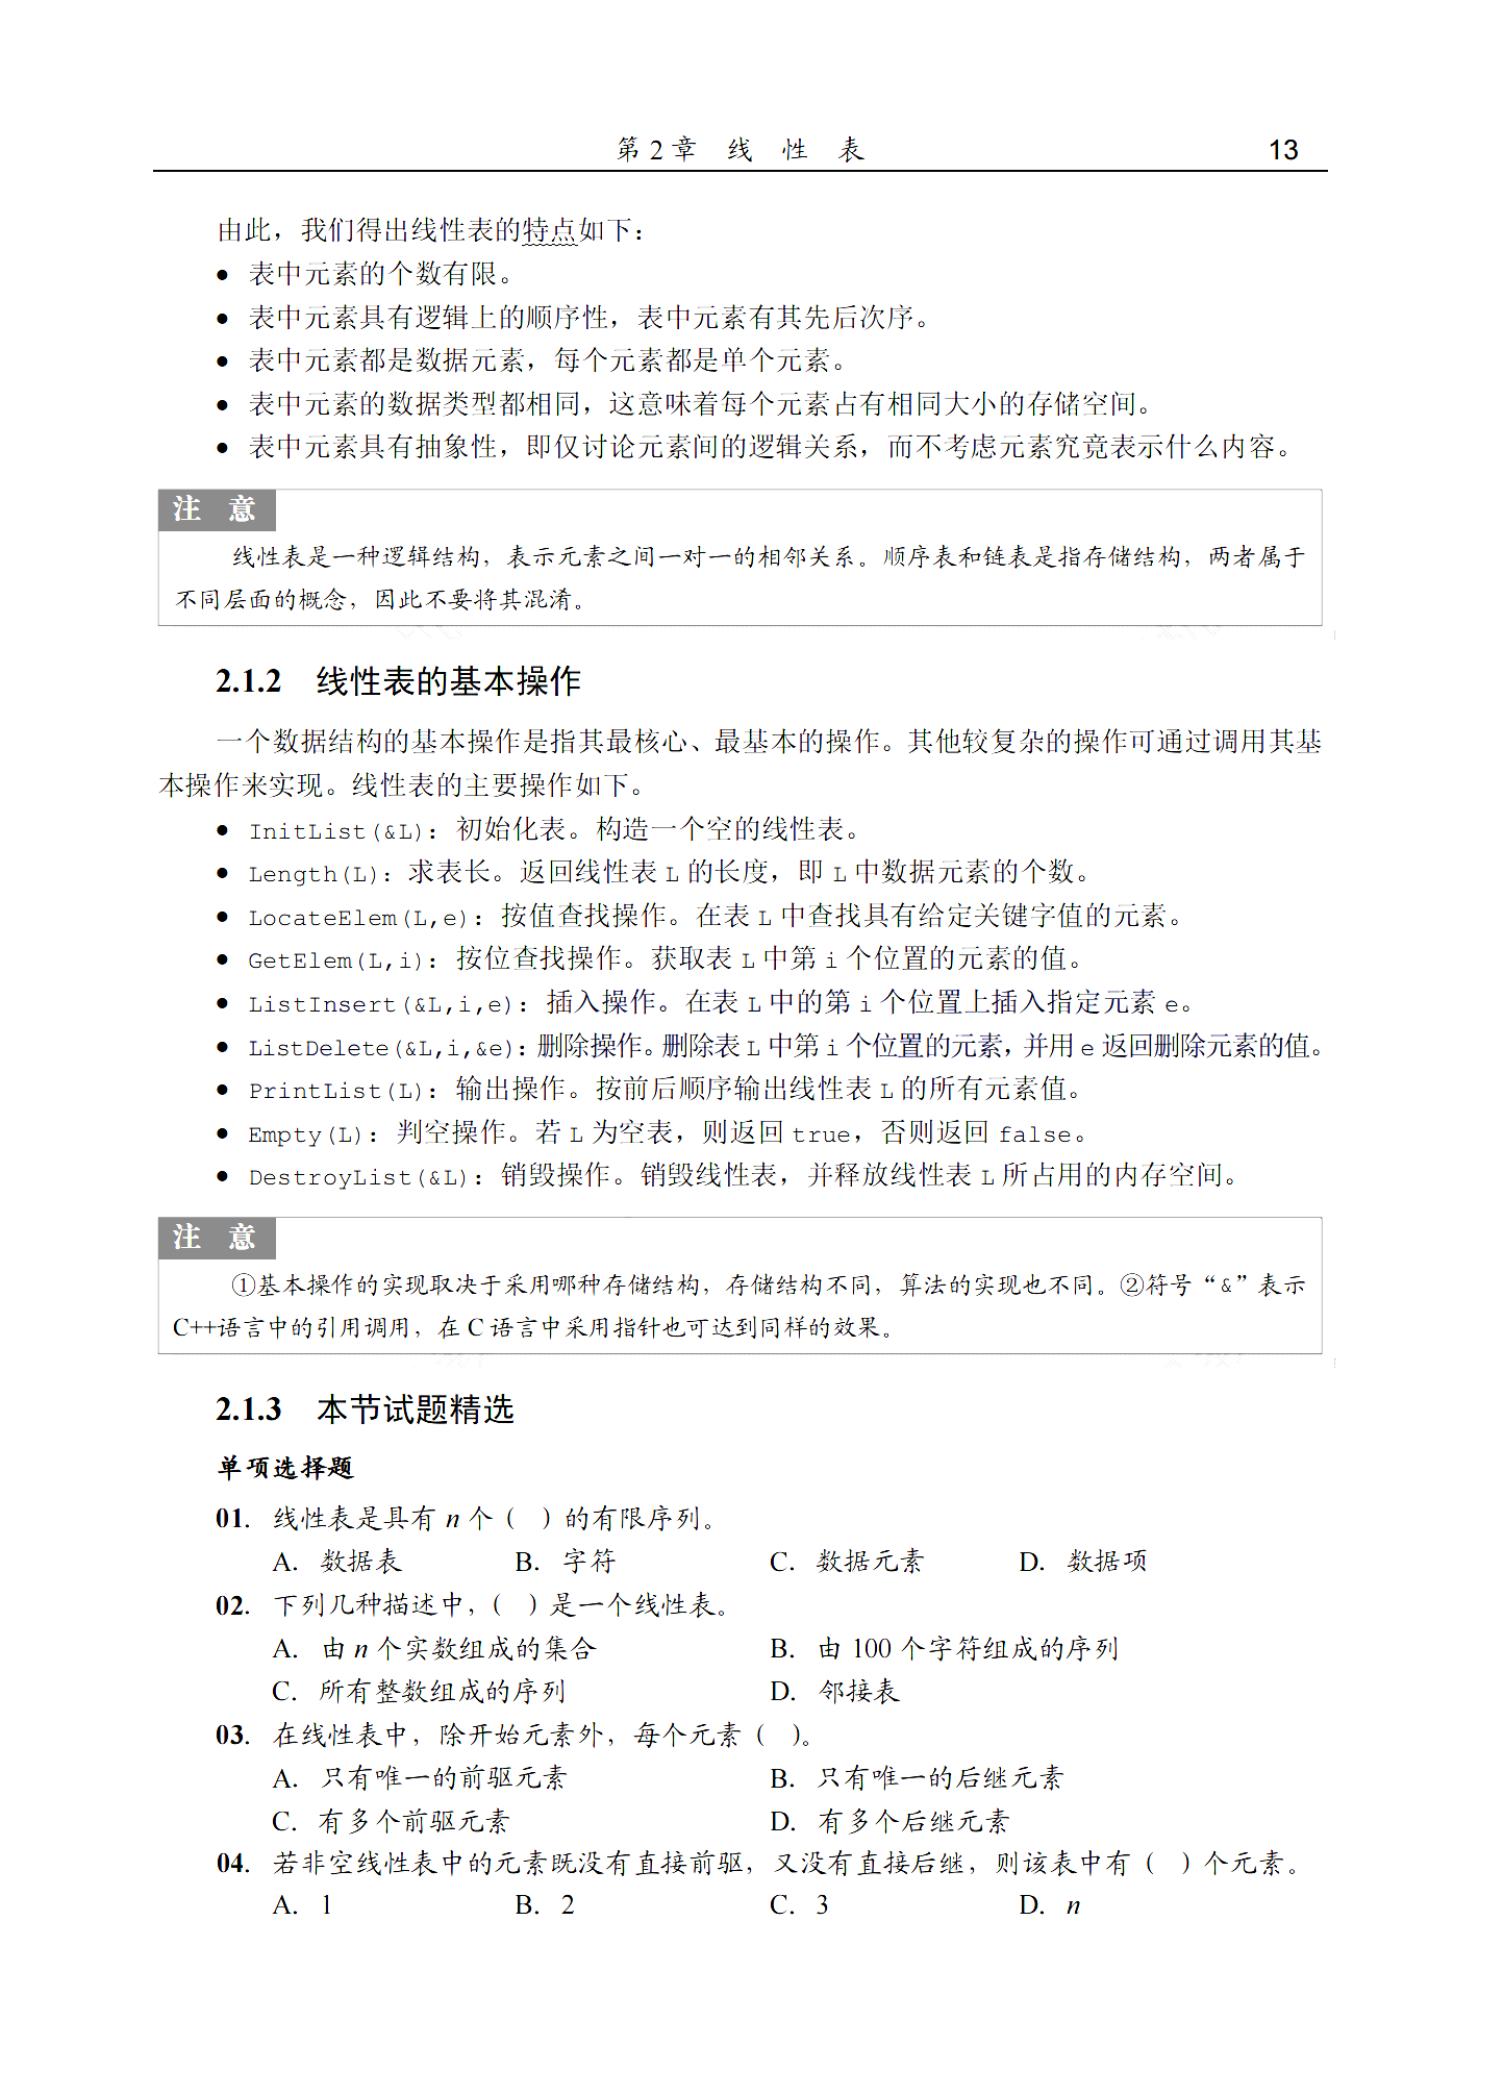 第2章 线 性 表 13
由此，我们得出线性表的特点如下：
● 表中元素的个数有限。
● 表中元素具有逻辑上的顺序性，表中元素有其先后次序。
● 表中元素都是数据元素，每个元素都是单个元素。
● 表中元素的数据类型都相同，这意味着每个元素占有相同大小的存储空间。
● 表中元素具有抽象性，即仅讨论元素间的逻辑关系，而不考虑元素究竟表示什么内容。
注 意
线性表是一种逻辑结构，表示元素之间一对一的相邻关系。顺序表和链表是指存储结构，两者属于
不同层面的概念，因此不要将其混淆。
2.1.2 线性表的基本操作
一个数据结构的基本操作是指其最核心、最基本的操作。其他较复杂的操作可通过调用其基
本操作来实现。线性表的主要操作如下。
● InitList(&L)：初始化表。构造一个空的线性表。
● Length(L)：求表长。返回线性表 L 的长度，即 L 中数据元素的个数。
● LocateElem(L,e)：按值查找操作。在表 L 中查找具有给定关键字值的元素。
● GetElem(L,i)：按位查找操作。获取表 L 中第 i 个位置的元素的值。
● ListInsert(&L,i,e)：插入操作。在表 L 中的第 i 个位置上插入指定元素 e。
● ListDelete(&L,i,&e)：删除操作。删除表 L 中第 i 个位置的元素，并用 e 返回删除元素的值。
● PrintList(L)：输出操作。按前后顺序输出线性表 L 的所有元素值。
● Empty(L)：判空操作。若 L 为空表，则返回 true，否则返回 false。
● DestroyList(&L)：销毁操作。销毁线性表，并释放线性表 L 所占用的内存空间。
注 意
①基本操作的实现取决于采用哪种存储结构，存储结构不同，算法的实现也不同。②符号“&”表示
C++语言中的引用调用，在 C 语言中采用指针也可达到同样的效果。
2.1.3 本节试题精选
单项选择题
01. 线性表是具有 n 个（ ）的有限序列。
A. 数据表 B. 字符 C. 数据元素 D. 数据项
02. 下列几种描述中，（ ）是一个线性表。
A. 由 n 个实数组成的集合 B. 由 100 个字符组成的序列
C. 所有整数组成的序列 D. 邻接表
03. 在线性表中，除开始元素外，每个元素（ ）。
A. 只有唯一的前驱元素 B. 只有唯一的后继元素
C. 有多个前驱元素 D. 有多个后继元素
04. 若非空线性表中的元素既没有直接前驱，又没有直接后继，则该表中有（ ）个元素。
A. 1 B. 2 C. 3 D. n